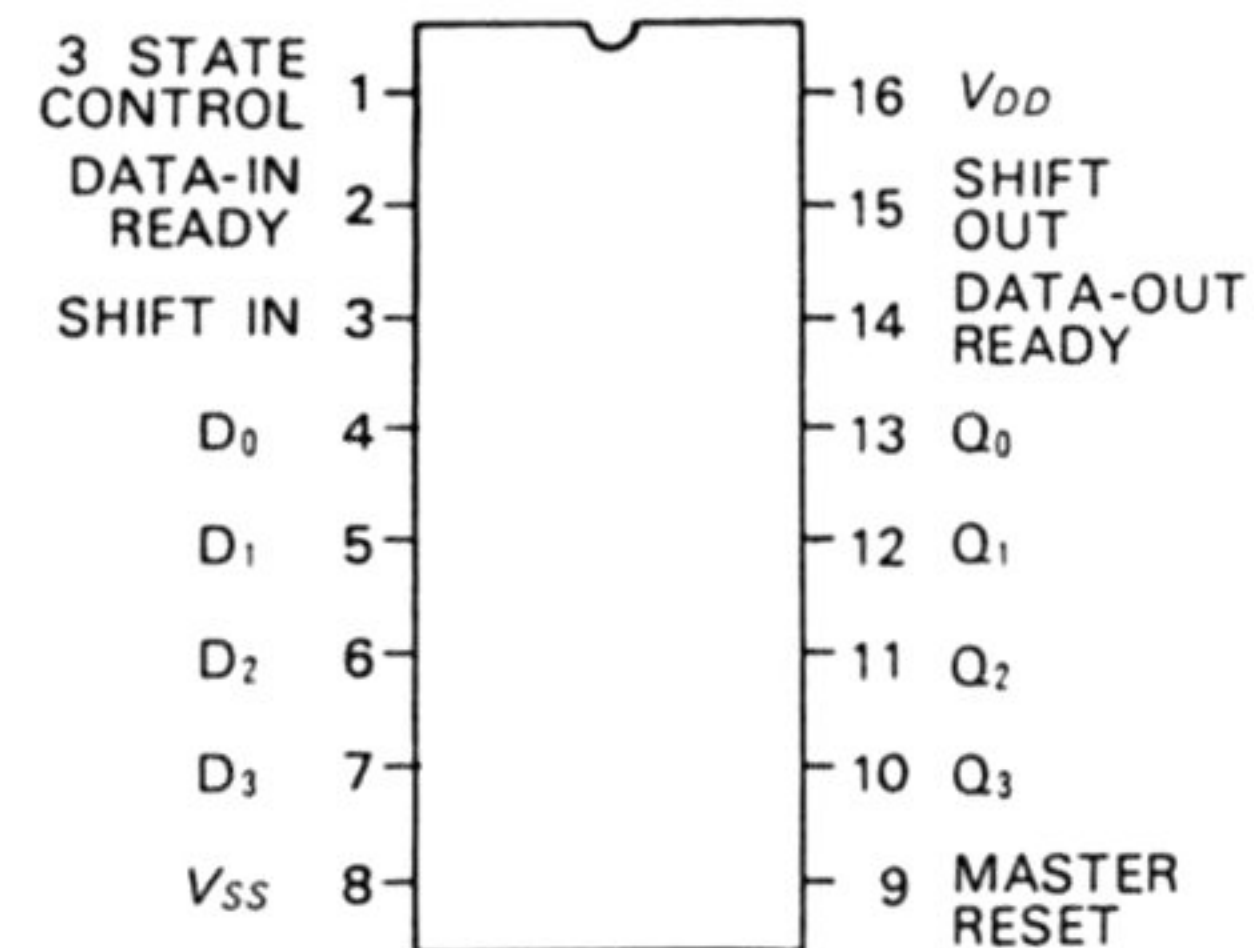 3 STATE
CONTROL 1
DATA-IN
READY 2
SHIFT IN 3
D₀ 4
D₁ 5
D₂ 6
D₃ 7
VSS 8
16 VDD
15 SHIFT
OUT
14 DATA-OUT
READY
13 Q₀
12 Q₁
11 Q₂
10 Q₃
9 MASTER
RESET